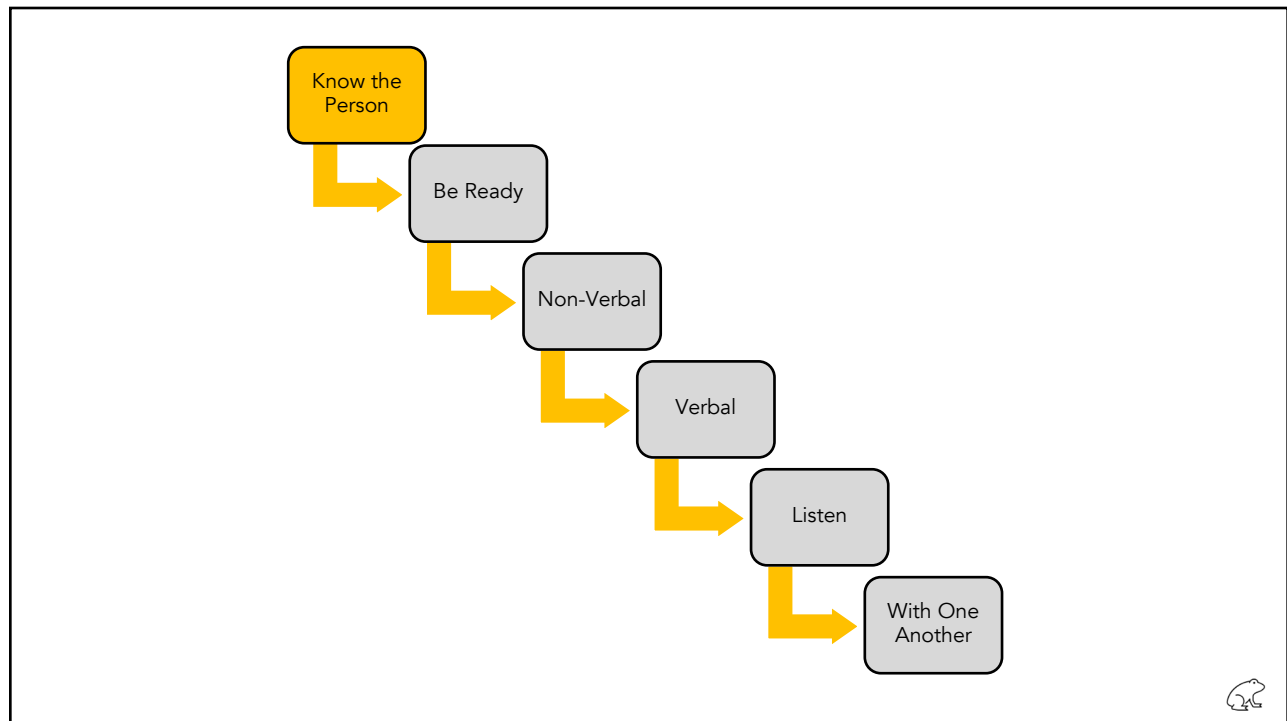 Know the
Person
Be Ready
Non-Verbal
Verbal
Listen
With One
Another